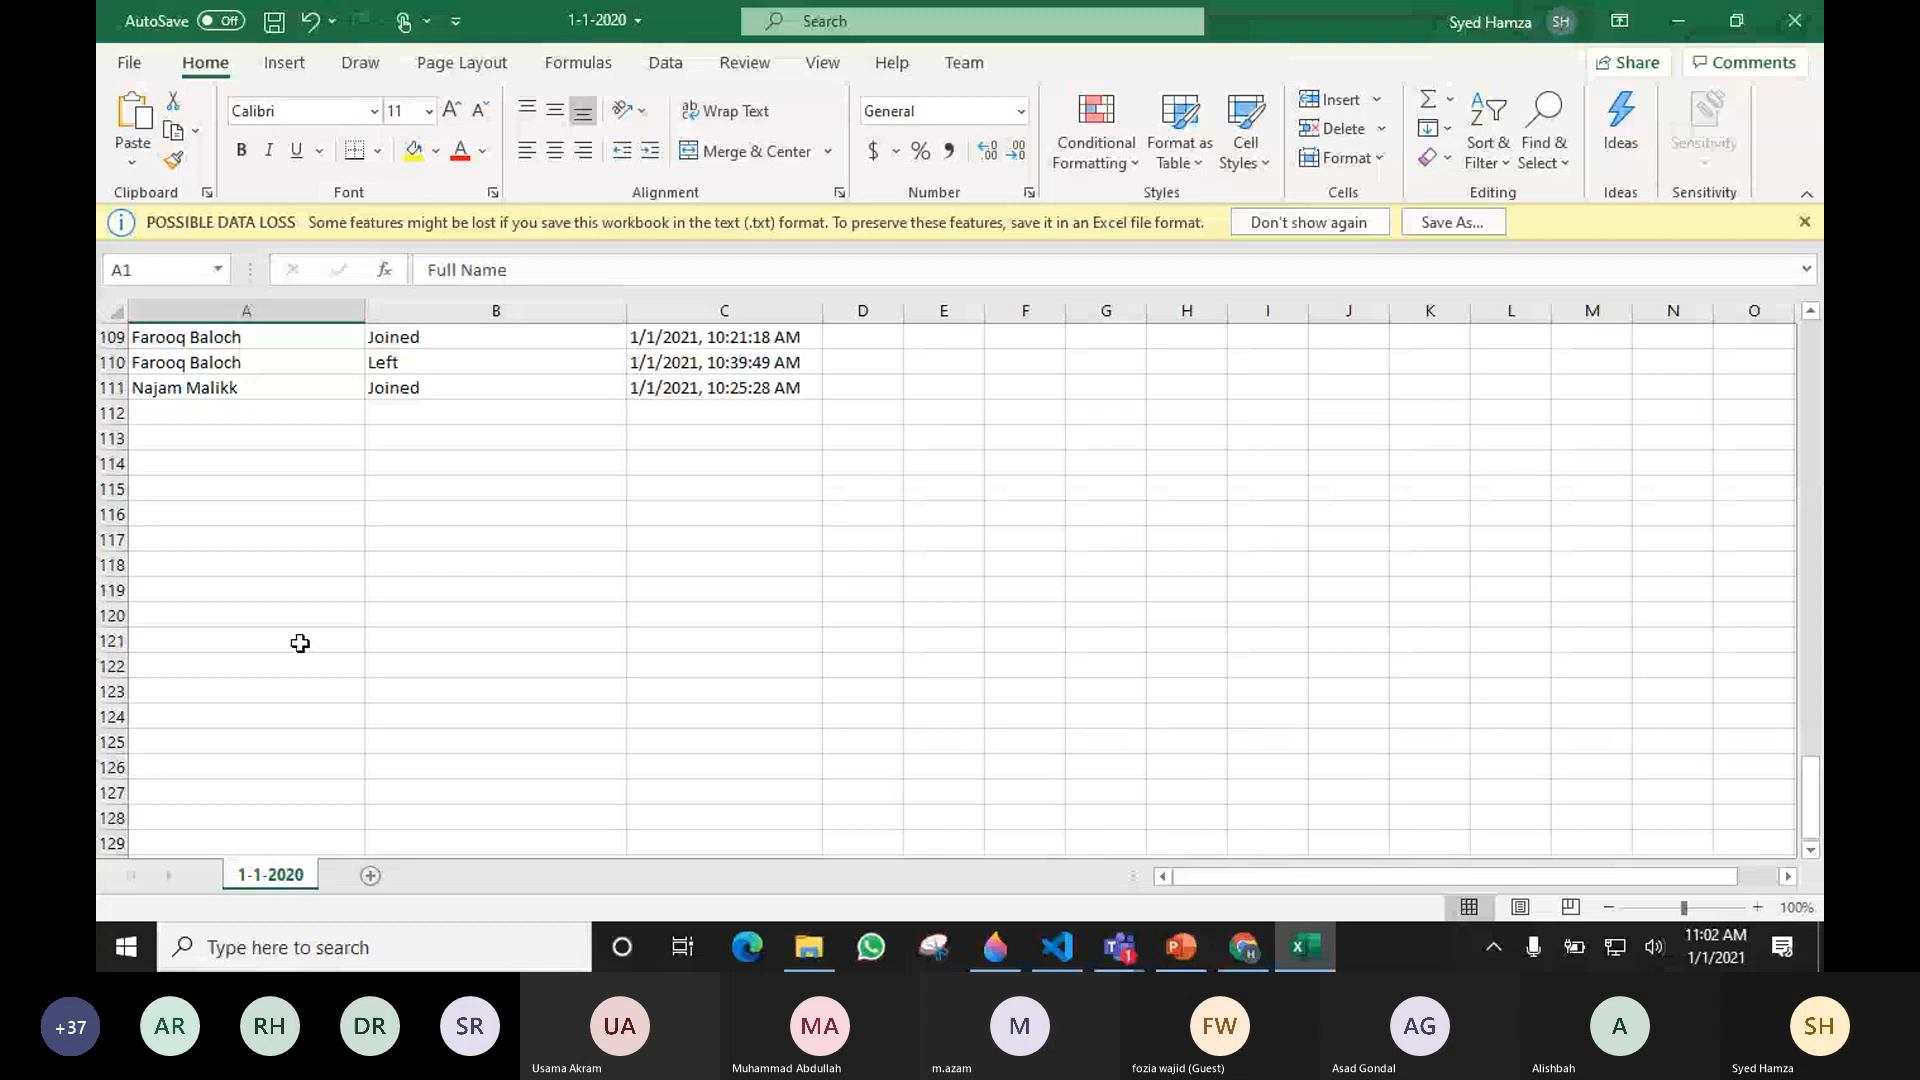 AutoSave Off 1-1-2020 Search Syed Hamza SH
File Home Insert Draw Page Layout Formulas Data Review View Help Team Share Comments
Paste Calibri 11 ab Wrap Text General Conditional Formatting Format as Table Cell Styles Insert Sort & Filter Find & Select Ideas Sensitivity
B I U A Merge & Center $ % Delete
Format
Clipboard Font Alignment Number Styles Cells Editing Ideas Sensitivity
POSSIBLE DATA LOSS Some features might be lost if you save this workbook in the text (.txt) format. To preserve these features, save it in an Excel file format. Don't show again Save As...
A1 fx Full Name
A B C D E F G H I J K L M N O
109 Farooq Baloch Joined 1/1/2021, 10:21:18 AM
110 Farooq Baloch Left 1/1/2021, 10:39:49 AM
111 Najam Malikk Joined 1/1/2021, 10:25:28 AM
112
113
114
115
116
117
118
119
120
121
122
123
124
125
126
127
128
129
1-1-2020
100%
Type here to search 11:02 AM
1/1/2021
+37 AR RH DR SR UA MA M FW AG A SH
Usama Akram Muhammad Abdullah m.azam fozia wajid (Guest) Asad Gondal Alishbah Syed Hamza